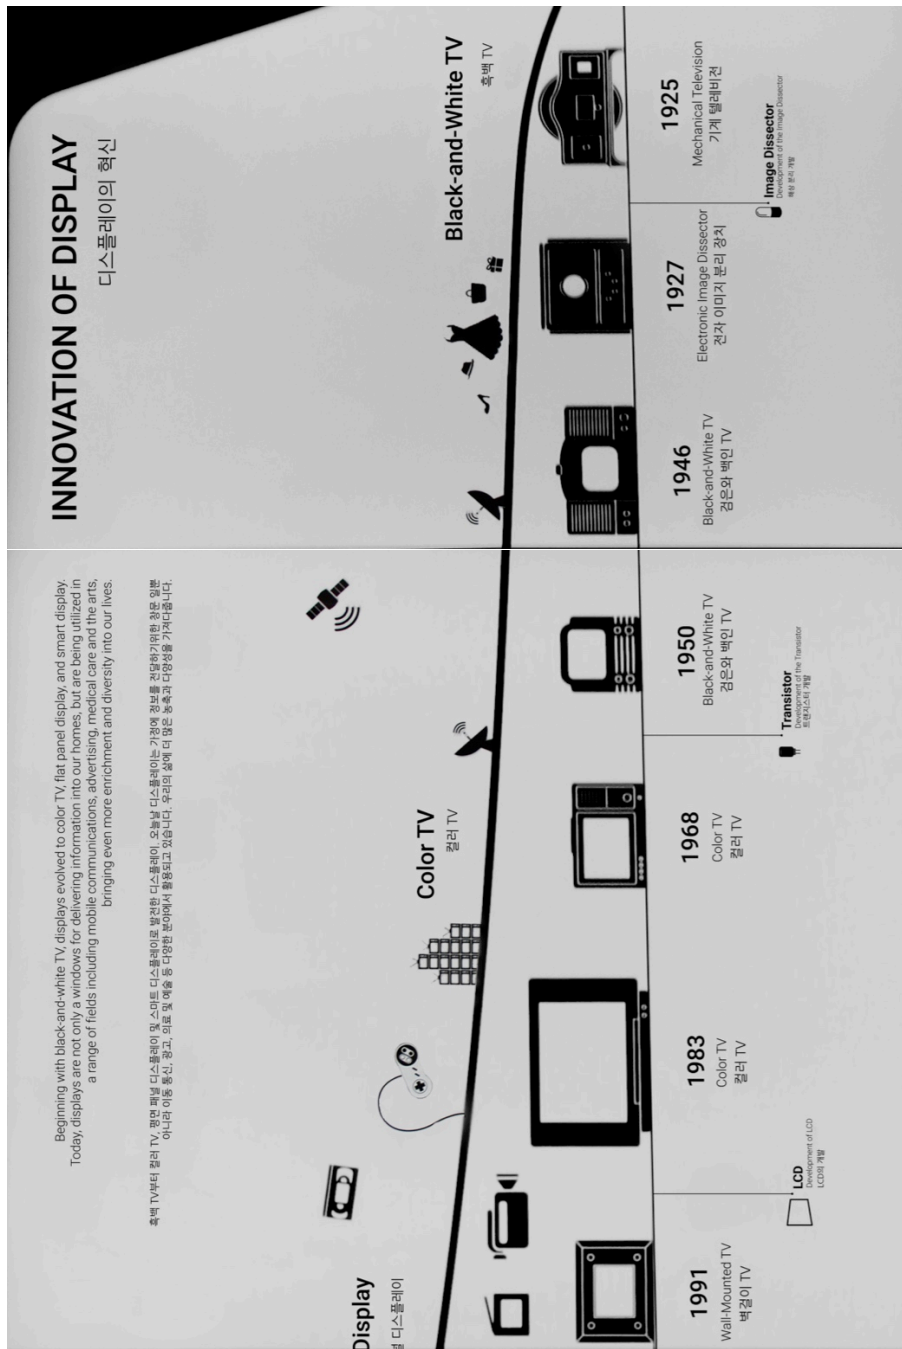 INNOVATION OF DISPLAY
디스플레이의 혁신
Black-and-White TV
흑백 TV
1925
Mechanical Television
기계 텔레비전
Image Dissector
Development of the Image Dissector
해상 분리 개발
1927
Electronic Image Dissector
전자 이미지 분리 장치
1946
Black-and-White TV
검은와 백인 TV
Beginning with black-and-white TV, displays evolved to color TV, flat panel display, and smart display.
Today, displays are not only a windows for delivering information into our homes, but are being utilized in
a range of fields including mobile communications, advertising, medical care and the arts,
bringing even more enrichment and diversity into our lives.
흑백 TV부터 컬러 TV, 평면 패널 디스플레이 및 스마트 디스플레이로 발전한 디스플레이. 오늘날 디스플레이는 가정에 정보를 전달하기위한 창문 일뿐
아니라 이동 통신, 광고, 의료 및 예술 등 다양한 분야에서 활용되고 있습니다. 우리의 삶에 더 많은 농축과 다양성을 가져다줍니다.
1950
Black-and-White TV
검은와 백인 TV
Transistor
Development of the Transistor
트랜지스터 개발
Color TV
컬러 TV
1968
Color TV
컬러 TV
1983
Color TV
컬러 TV
LCD
Development of LCD
LCD의 개발
Display
널 디스플레이
1991
Wall-Mounted TV
벽걸이 TV